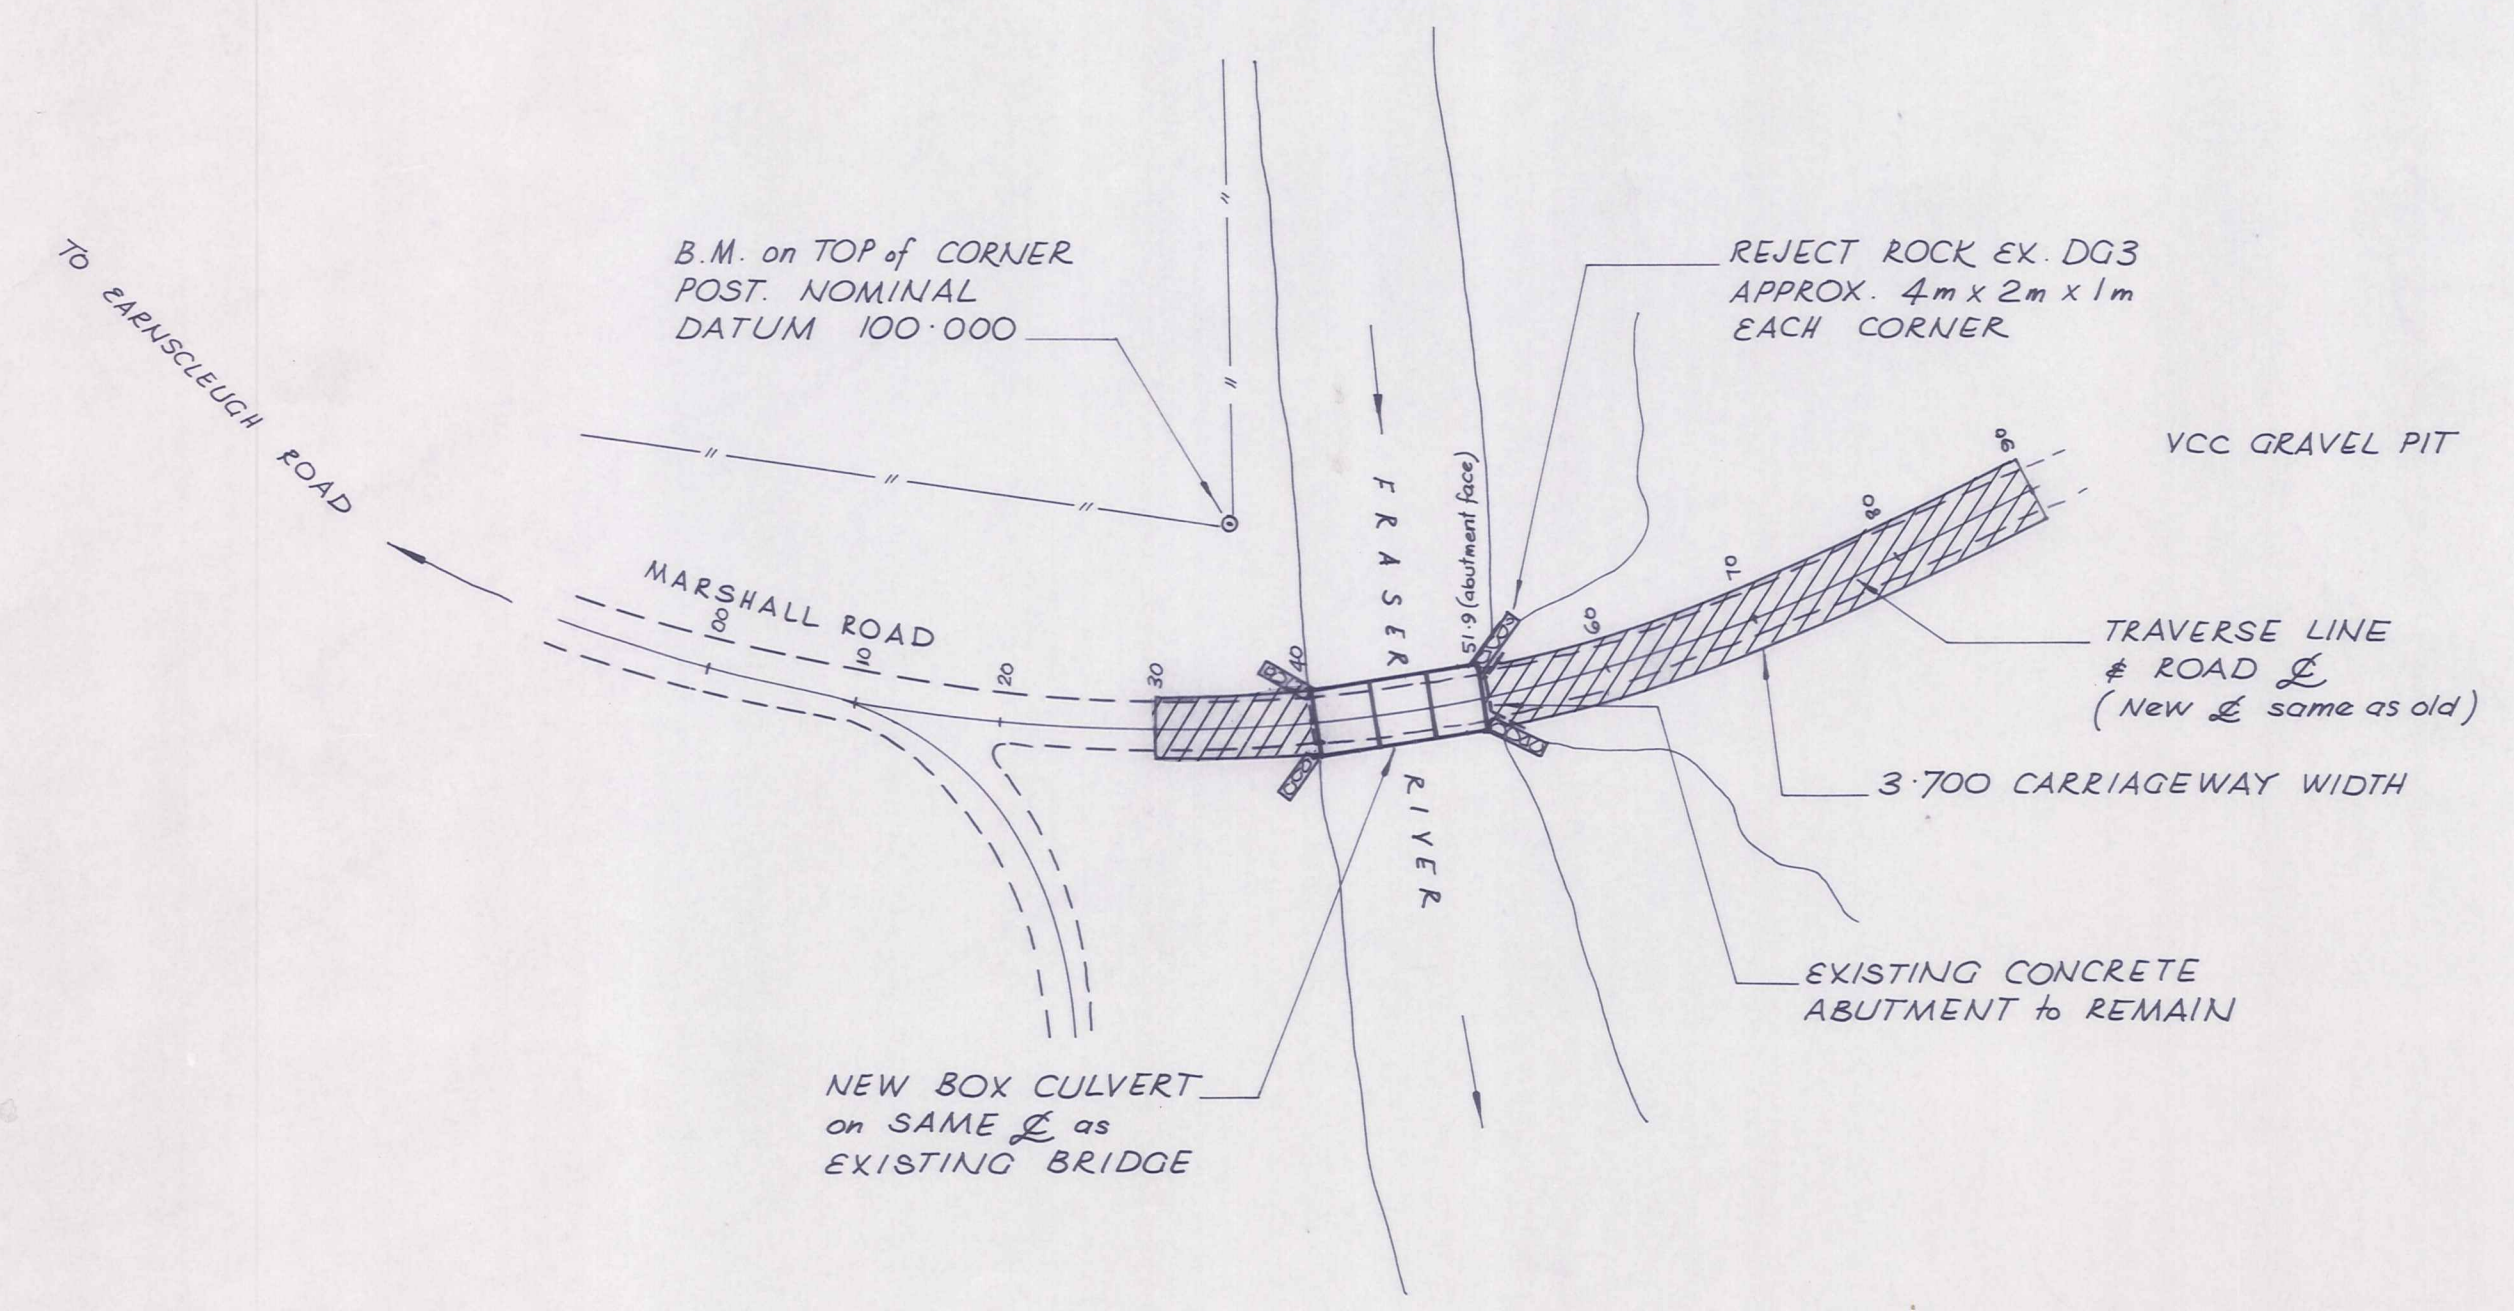 TO EARNSCLEUGH ROAD
B.M. on TOP of CORNER
POST. NOMINAL
DATUM 100·000
REJECT ROCK EX. DG3
APPROX. 4m x 2m x 1m
EACH CORNER
VCC GRAVEL PIT
MARSHALL ROAD
00
10
20
30
40
51·9 (abutment face)
60
70
80
90
FRASER
RIVER
TRAVERSE LINE
& ROAD ℄
(New ℄ same as old)
3·700 CARRIAGEWAY WIDTH
EXISTING CONCRETE
ABUTMENT to REMAIN
NEW BOX CULVERT
on SAME ℄ as
EXISTING BRIDGE